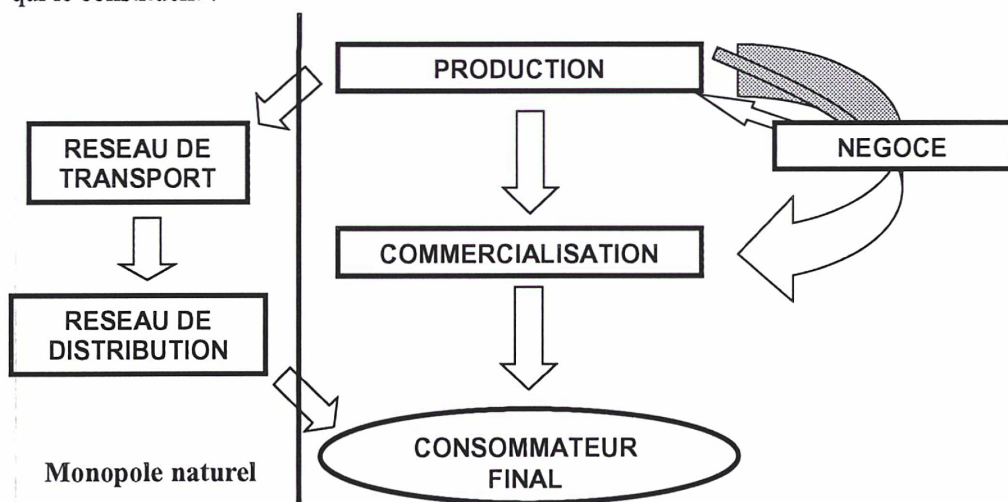 PRODUCTION
NEGOCE
RESEAU DE
TRANSPORT
COMMERCIALISATION
RESEAU DE
DISTRIBUTION
CONSOMMATEUR
FINAL
Monopole naturel